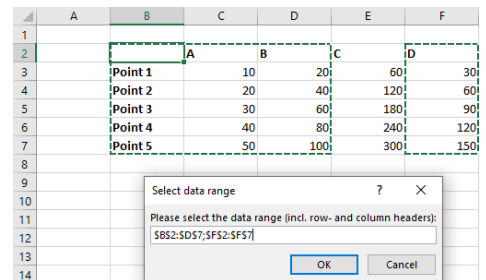 A B C D E F
1
2 A B C D
3 Point 1 10 20 60 30
4 Point 2 20 40 120 60
5 Point 3 30 60 180 90
6 Point 4 40 80 240 120
7 Point 5 50 100 300 150
8
9
Select data range ? ×
10
11
Please select the data range (incl. row- and column headers):
12
$B$2:$D$7;$F$2:$F$7
13
14
OK Cancel